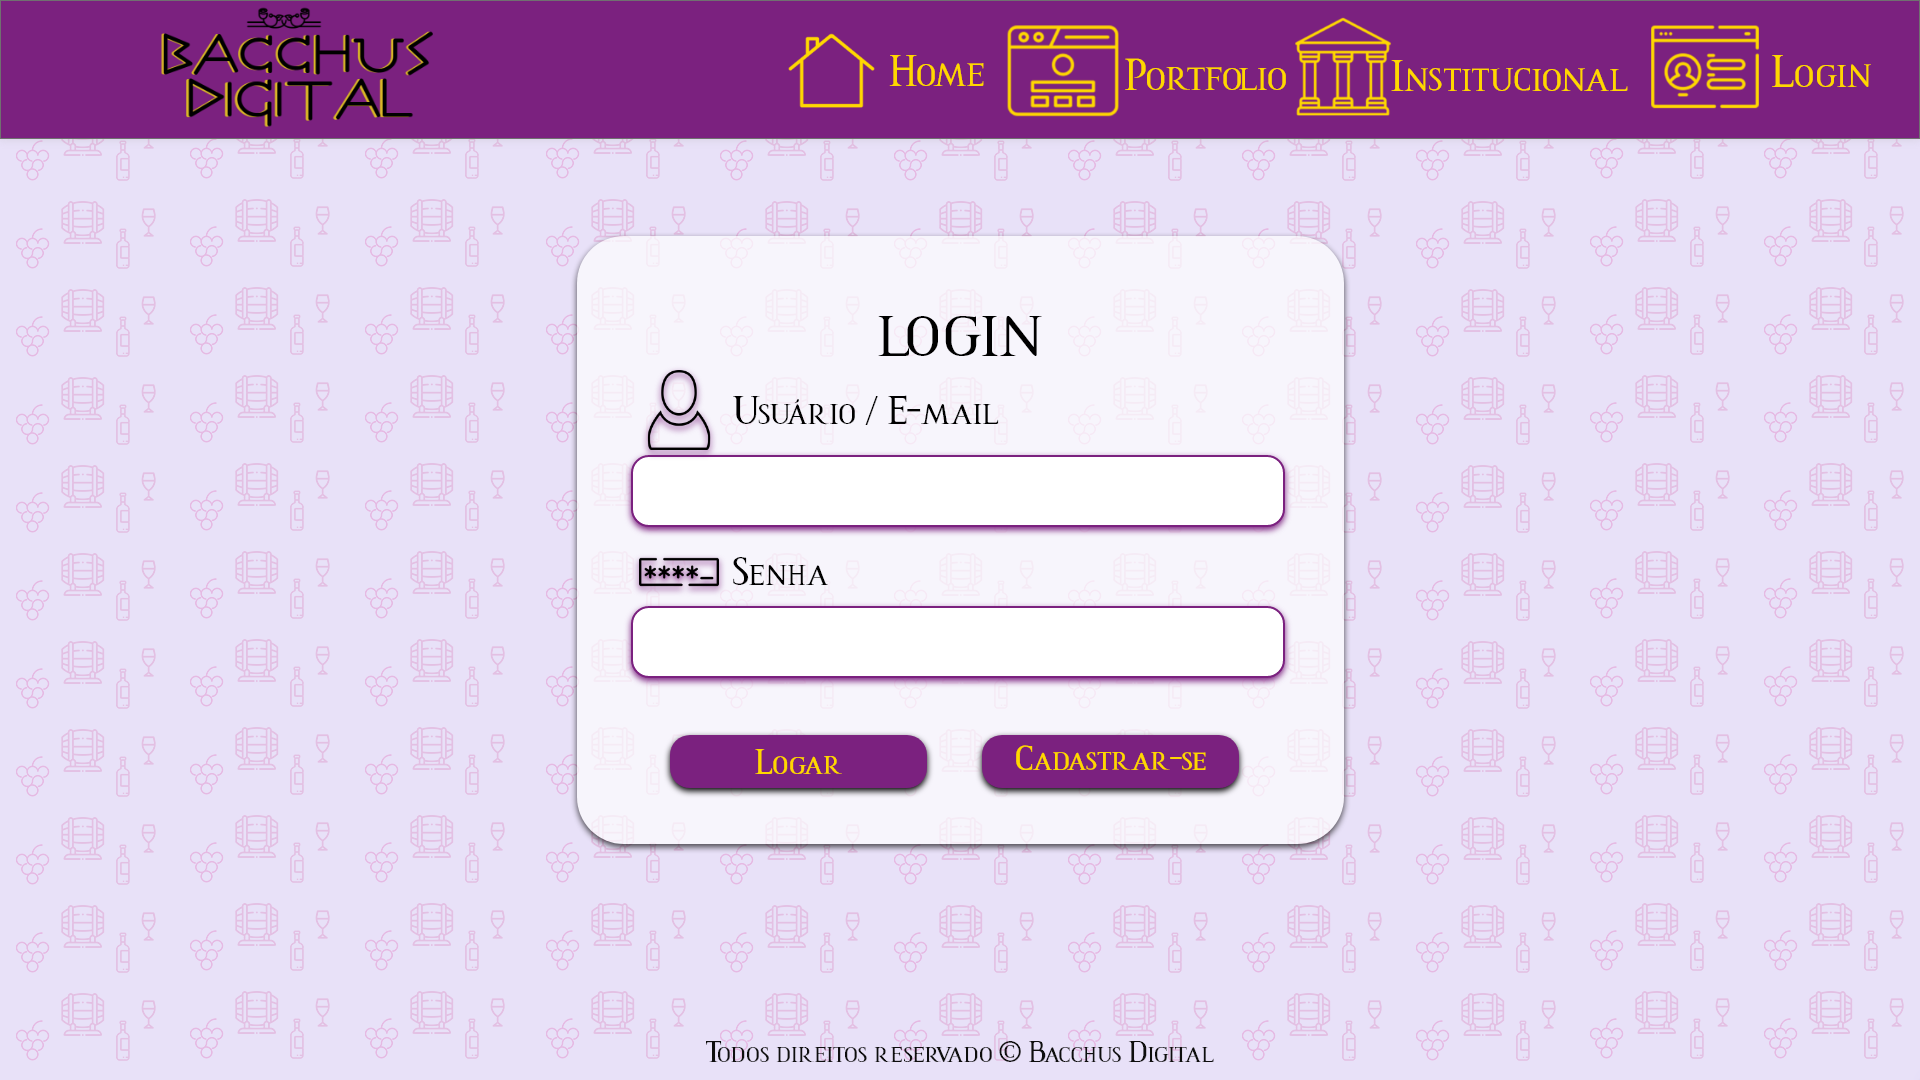 BACCHUS
DIGITAL
Home
Portfolio
Institucional
Login
LOGIN
Usuário / E-mail
****_ Senha
Logar
Cadastrar-se
Todos direitos reservado © Bacchus Digital